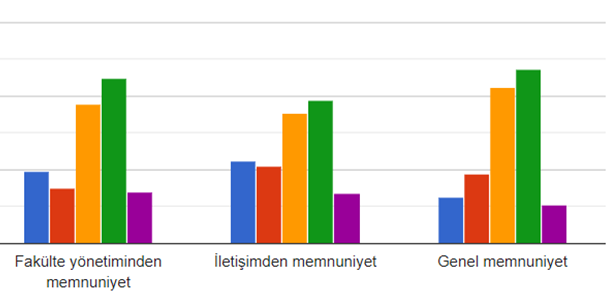 Fakülte yönetiminden
memnuniyet
İletişimden memnuniyet
Genel memnuniyet